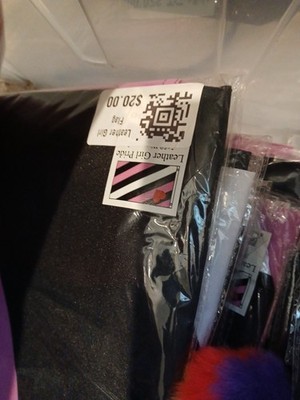 Leather Girl
Flag
$20.00
Leather Girl Pride